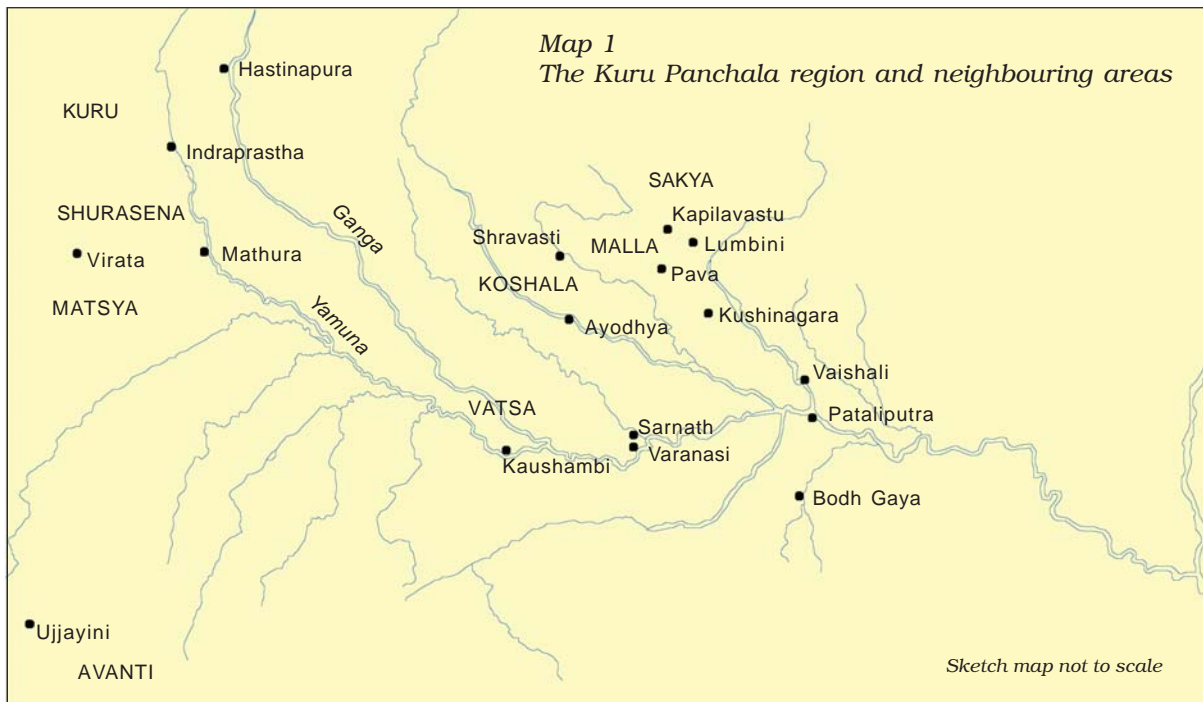 Map 1
The Kuru Panchala region and neighbouring areas
Hastinapura
KURU
Indraprastha
SAKYA
Kapilavastu
SHURASENA
Ganga
Shravasti
MALLA
Lumbini
Virata
Mathura
Pava
KOSHALA
MATSYA
Yamuna
Ayodhya
Kushinagara
Vaishali
VATSA
Pataliputra
Sarnath
Kaushambi
Varanasi
Bodh Gaya
Ujjayini
AVANTI
Sketch map not to scale